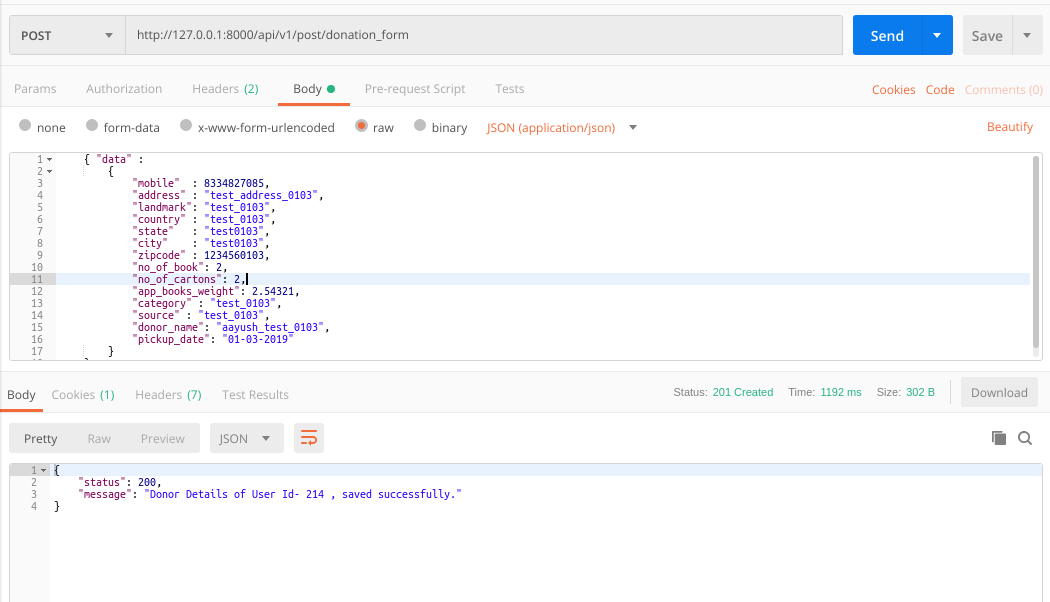 POST http://127.0.0.1:8000/api/v1/post/donation_form Send Save
Params Authorization Headers (2) Body Pre-request Script Tests Cookies Code Comments (0)
none form-data x-www-form-urlencoded raw binary JSON (application/json) Beautify
1 { "data" :
2 {
3 "mobile" : 8334827085,
4 "address" : "test_address_0103",
5 "landmark": "test_0103",
6 "country" : "test_0103",
7 "state" : "test0103",
8 "city" : "test0103",
9 "zipcode" : 1234560103,
10 "no_of_book": 2,
11 "no_of_cartons": 2,
12 "app_books_weight": 2.54321,
13 "category" : "test_0103",
14 "source" : "test_0103",
15 "donor_name": "aayush_test_0103",
16 "pickup_date": "01-03-2019"
17 }
Body Cookies (1) Headers (7) Test Results Status: 201 Created Time: 1192 ms Size: 302 B Download
Pretty Raw Preview JSON
1 {
2 "status": 200,
3 "message": "Donor Details of User Id- 214 , saved successfully."
4 }